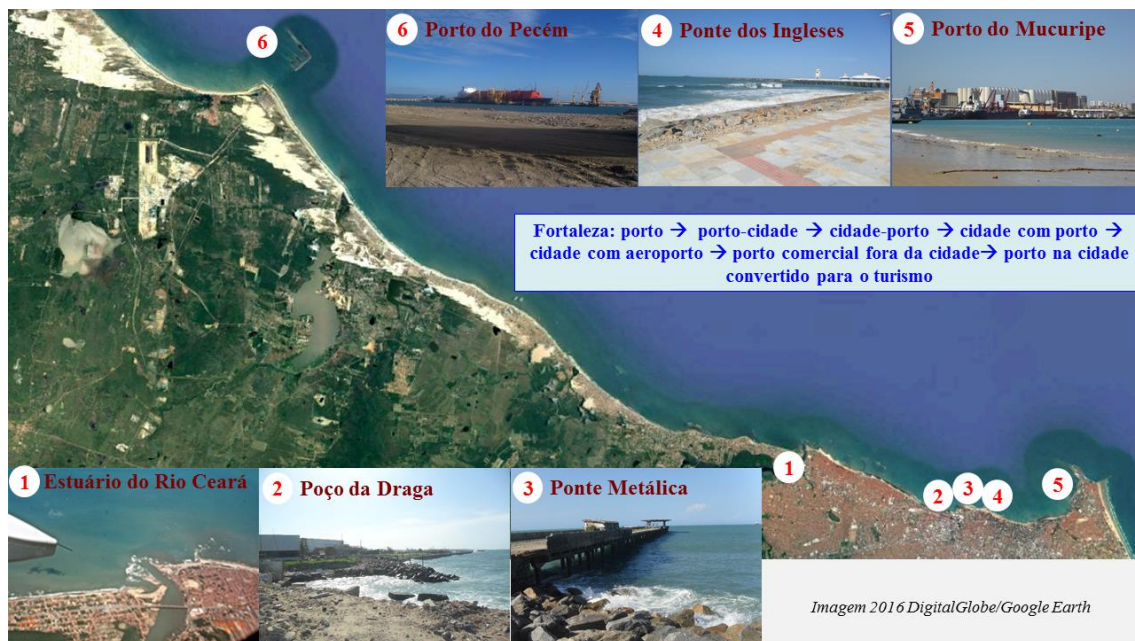 6
6 Porto do Pecém
4 Ponte dos Ingleses
5 Porto do Mucuripe
Fortaleza: porto → porto-cidade → cidade-porto → cidade com porto →
cidade com aeroporto → porto comercial fora da cidade→ porto na cidade
convertido para o turismo
1
2
3
4
5
1 Estuário do Rio Ceará
2 Poço da Draga
3 Ponte Metálica
Imagem 2016 DigitalGlobe/Google Earth